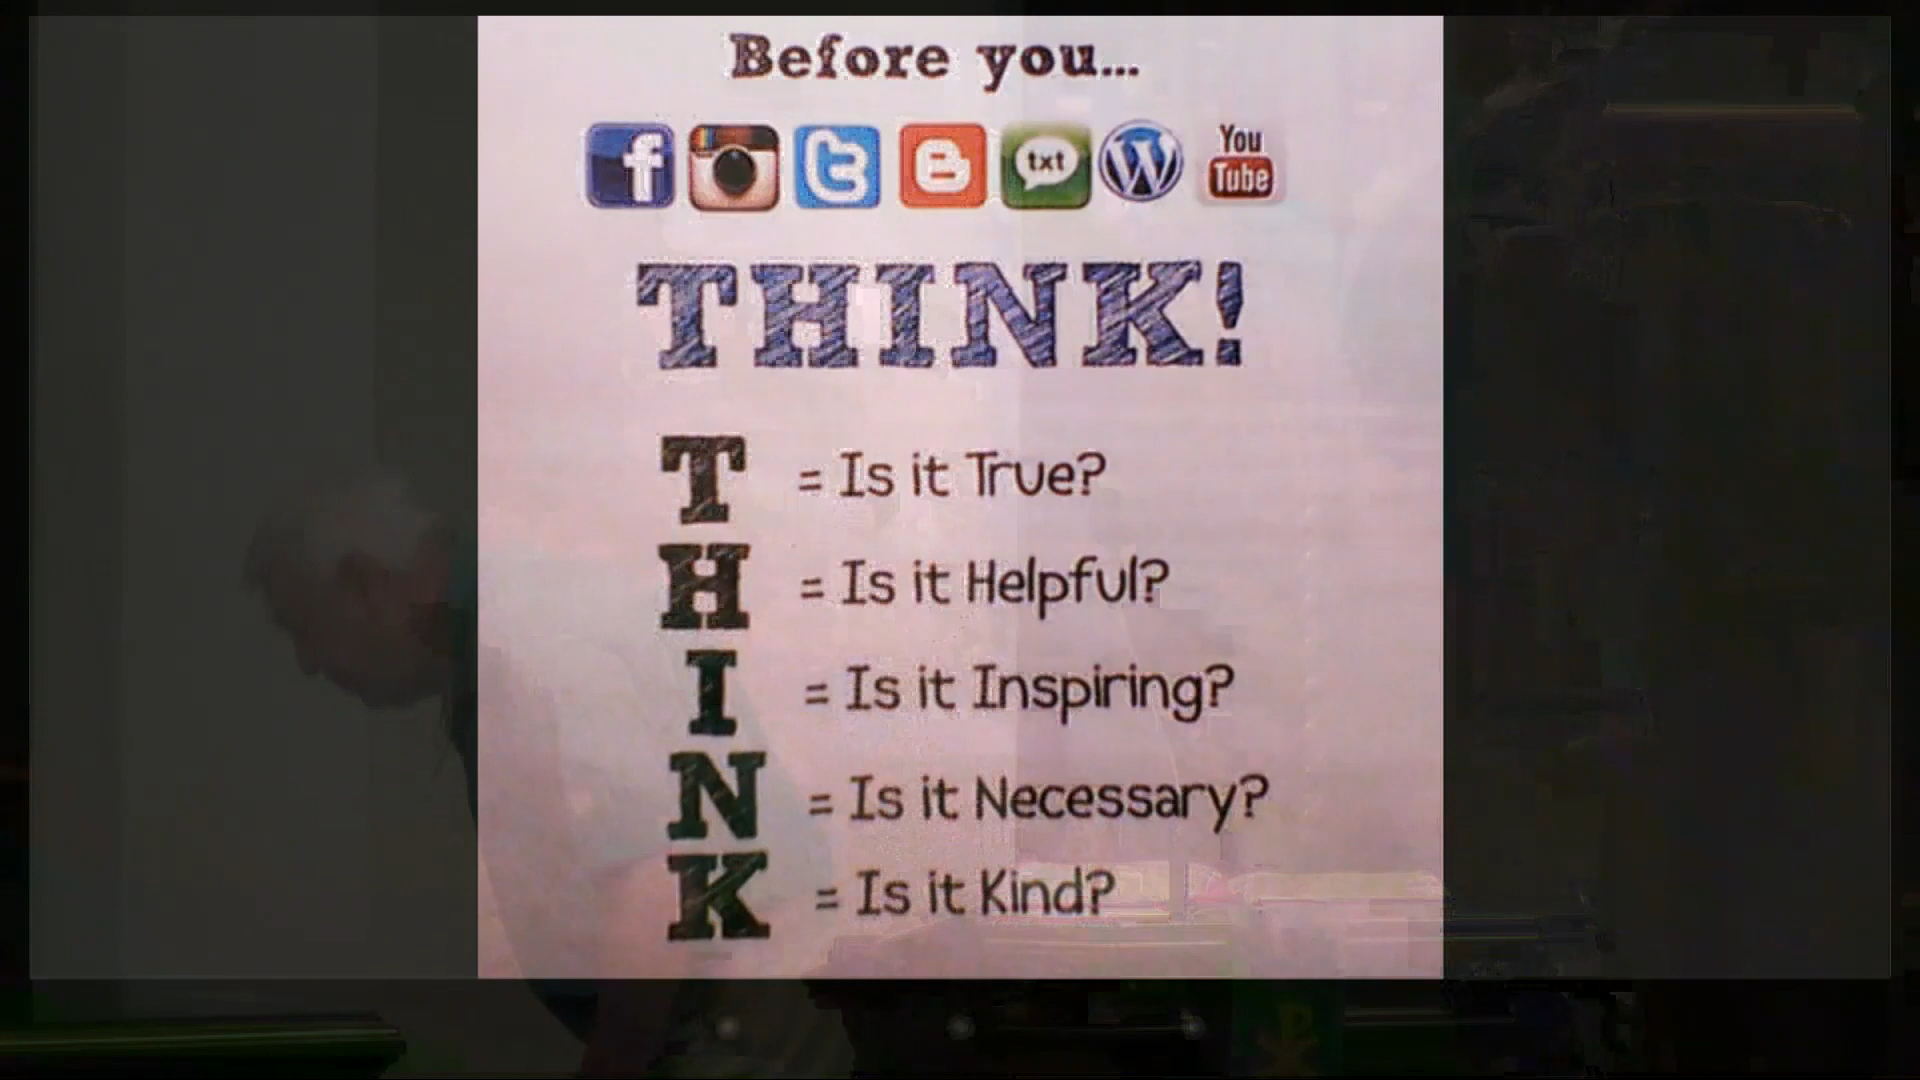 Before you...
f t B txt W You Tube
THINK!
T = Is it True?
H = Is it Helpful?
I = Is it Inspiring?
N = Is it Necessary?
K = Is it Kind?